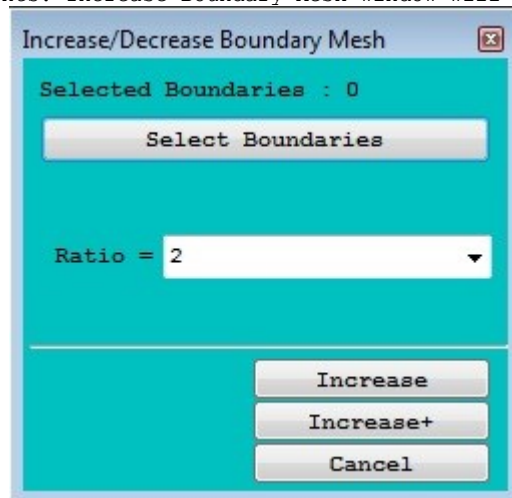 Increase/Decrease Boundary Mesh
Selected Boundaries : 0
Select Boundaries
Ratio = 2
Increase
Increase+
Cancel